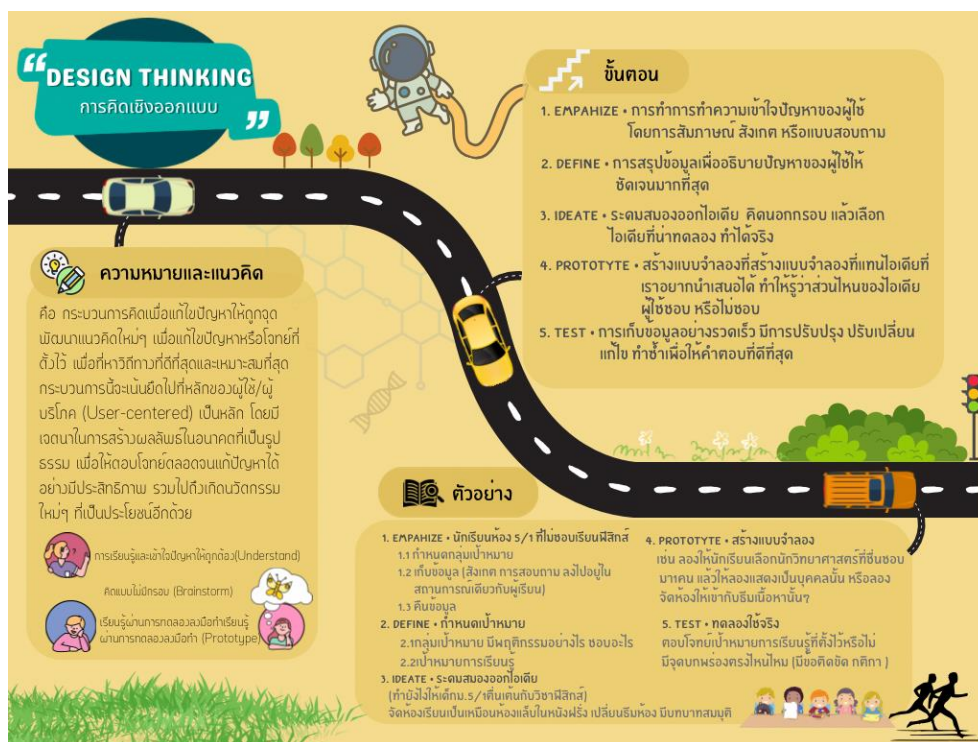 “DESIGN THINKING
การคิดเชิงออกแบบ”
ความหมายและแนวคิด
คือ กระบวนการคิดเพื่อแก้ไขปัญหาให้ถูกจุด
พัฒนาแนวคิดใหม่ๆ เพื่อแก้ไขปัญหาหรือโจทย์ที่
ตั้งไว้ เพื่อที่หาวิถีทางที่ดีที่สุดและเหมาะสมที่สุด
กระบวนการนี้จะเน้นยึดไปที่หลักของผู้ใช้/ผู้
บริโภค (User-centered) เป็นหลัก โดยมี
เจตนาในการสร้างผลลัพธ์ในอนาคตที่เป็นรูป
ธรรม เพื่อให้ตอบโจทย์ตลอดจนแก้ปัญหาได้
อย่างมีประสิทธิภาพ รวมไปถึงเกิดนวัตกรรม
ใหม่ๆ ที่เป็นประโยชน์อีกด้วย
การเรียนรู้และเข้าใจปัญหาให้ถูกต้อง(Understand)
คิดแบบไม่มีกรอบ (Brainstorm)
เรียนรู้ผ่านการทดลองลงมือทำเรียนรู้
ผ่านการทดลองลงมือทำ (Prototype)
ขั้นตอน
1. EMPAHIZE • การทำการทำความเข้าใจปัญหาของผู้ใช้
โดยการสัมภาษณ์ สังเกต หรือแบบสอบถาม
2. DEFINE • การสรุปข้อมูลเพื่ออธิบายปัญหาของผู้ใช้ให้
ชัดเจนมากที่สุด
3. IDEATE • ระดมสมองออกไอเดีย คิดนอกกรอบ แล้วเลือก
ไอเดียที่น่าทดลอง ทำได้จริง
4. PROTOTYTE • สร้างแบบจำลองที่สร้างแบบจำลองที่แทนไอเดียที่
เราอยากนำเสนอได้ ทำให้รู้ว่าส่วนไหนของไอเดีย
ผู้ใช้ชอบ หรือไม่ชอบ
5. TEST • การเก็บข้อมูลอย่างรวดเร็ว มีการปรับปรุง ปรับเปลี่ยน
แก้ไข ทำซ้ำเพื่อให้คำตอบที่ดีที่สุด
ตัวอย่าง
1. EMPAHIZE • นักเรียนห้อง 5/1 ที่ไม่ชอบเรียนฟิสิกส์
1.1 กำหนดกลุ่มเป้าหมาย
1.2 เก็บข้อมูล (สังเกต การสอบถาม ลงไปอยู่ใน
สถานการณ์เดียวกับผู้เรียน)
1.3 คืนข้อมูล
2. DEFINE • กำหนดเป้าหมาย
2.1กลุ่มเป้าหมาย มีพฤติกรรมอย่างไร ชอบอะไร
2.2เป้าหมายการเรียนรู้
3. IDEATE • ระดมสมองออกไอเดีย
(ทำยังไงให้เด็กม.5/1ตื่นเต้นกับวิชาฟิสิกส์)
จัดห้องเรียนเป็นเหมือนห้องแล็บในหนังฝรั่ง เปลี่ยนธีมห้อง มีบทบาทสมมุติ
4. PROTOTYTE • สร้างแบบจำลอง
เช่น ลองให้นักเรียนเลือกนักวิทยาศาสตร์ที่ชื่นชอบ
มา1คน แล้วให้ลองแสดงเป็นบุคคลนั้น หรือลอง
จัดห้องให้เข้ากับธีมเนื้อหานั้นๆ
5. TEST • ทดลองใช้จริง
ตอบโจทย์เป้าหมายการเรียนรู้ที่ตั้งไว้หรือไม่
มีจุดบกพร่องตรงไหนไหม (มีข้อติดขัด กติกา )